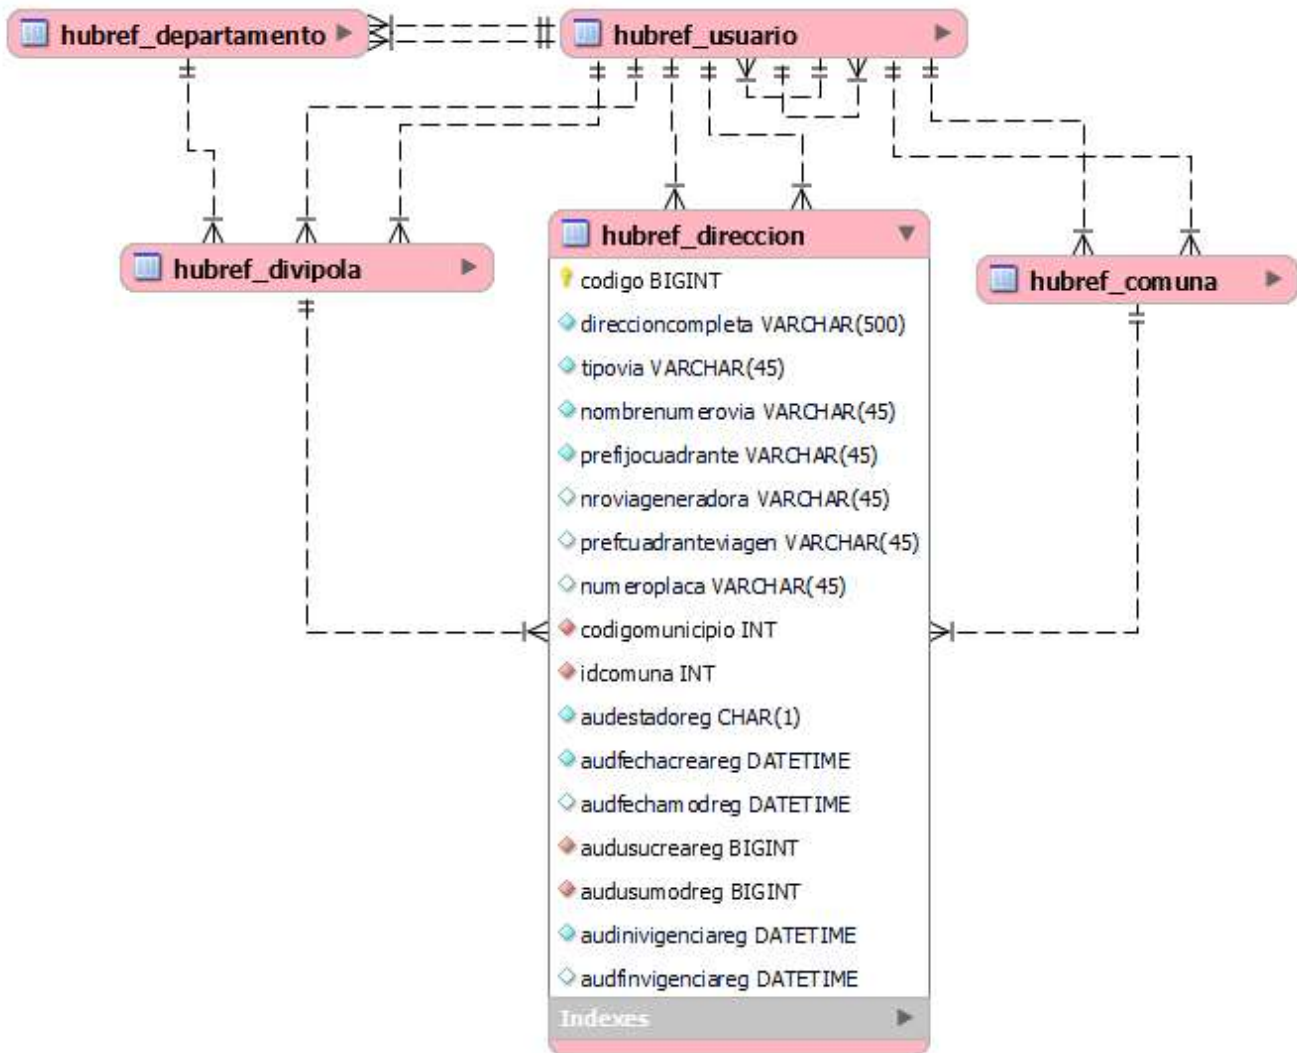 hubref_departamento
hubref_usuario
hubref_divipola
hubref_direccion
hubref_comuna
codigo BIGINT
direccioncompleta VARCHAR(500)
tipovia VARCHAR(45)
nombrenumerovia VARCHAR(45)
prefijocuadrante VARCHAR(45)
nroviageneradora VARCHAR(45)
prefcuadranteviagen VARCHAR(45)
numeroplaca VARCHAR(45)
codigomunicipio INT
idcomuna INT
audestadoreg CHAR(1)
audfechacreareg DATETIME
audfechamodreg DATETIME
audusucreareg BIGINT
audusumodreg BIGINT
audinivigenciareg DATETIME
audfinvigenciareg DATETIME
Indexes